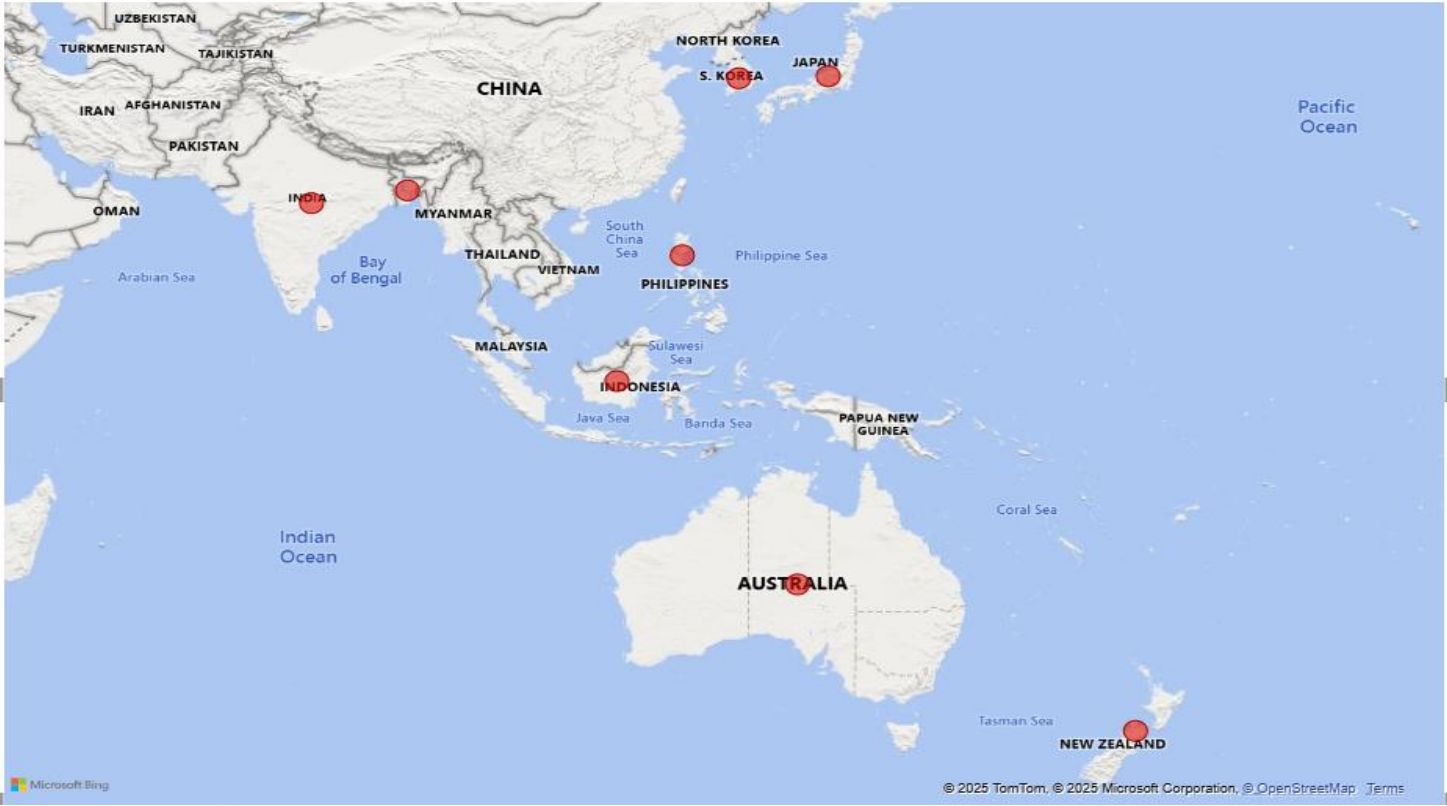 UZBEKISTAN
TURKMENISTAN
TAJIKISTAN
NORTH KOREA
S. KOREA
JAPAN
CHINA
IRAN
AFGHANISTAN
PAKISTAN
Pacific
Ocean
INDIA
OMAN
MYANMAR
South
China
Sea
THAILAND
VIETNAM
Philippine Sea
Bay
of Bengal
Arabian Sea
PHILIPPINES
MALAYSIA
Sulawesi
Sea
INDONESIA
Java Sea
Banda Sea
PAPUA NEW
GUINEA
Coral Sea
Indian
Ocean
AUSTRALIA
Tasman Sea
NEW ZEALAND
Microsoft Bing
© 2025 TomTom, © 2025 Microsoft Corporation, © OpenStreetMap Terms